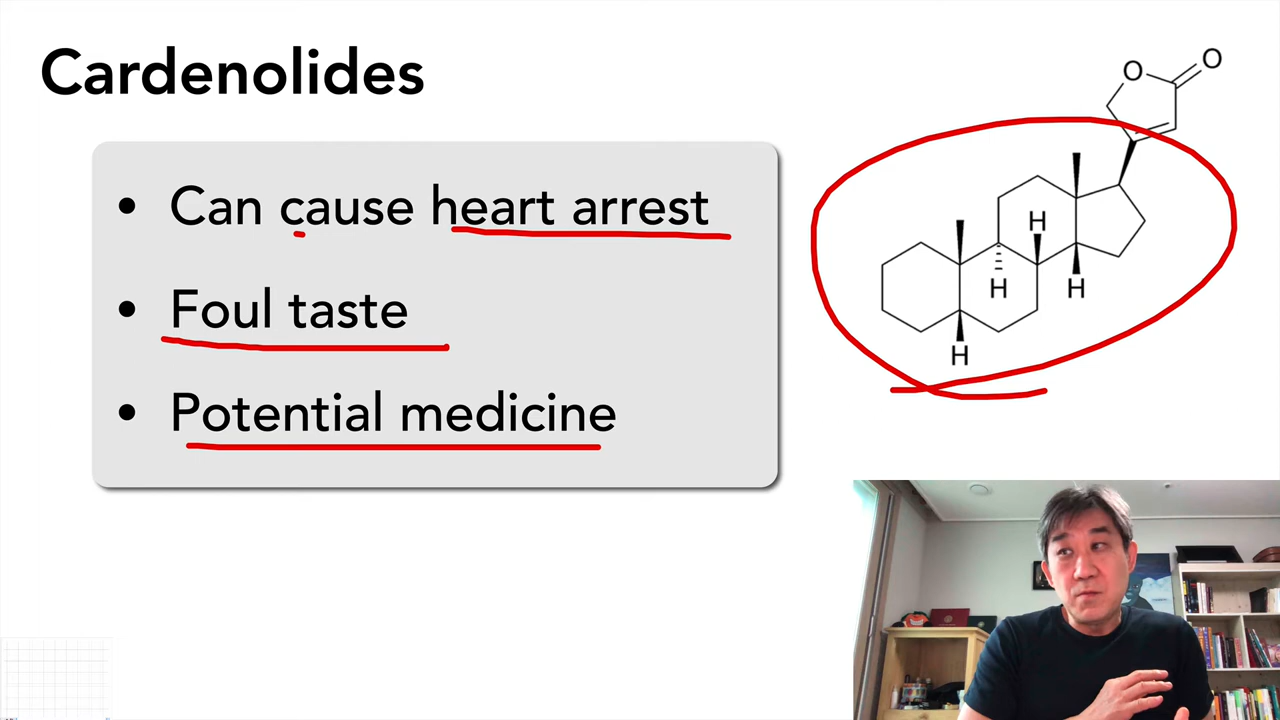 Cardenolides
• Can cause heart arrest
• Foul taste
• Potential medicine
O
O
H
H
H
H